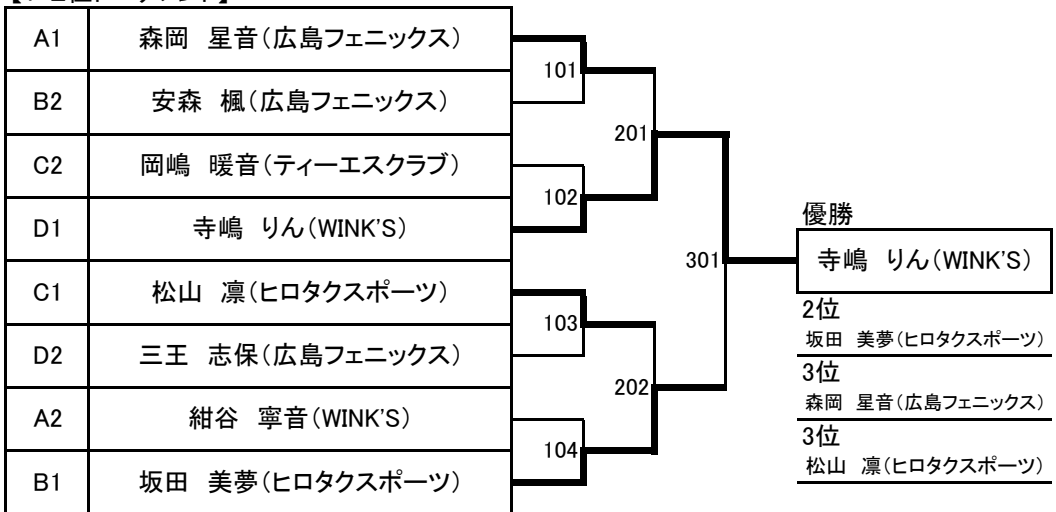 A1 森岡 星音(広島フェニックス)
101
B2 安森 楓(広島フェニックス)
201
C2 岡嶋 暖音(ティーエスクラブ)
102
D1 寺嶋 りん(WINK'S)
優勝
301
寺嶋 りん(WINK'S)
C1 松山 凛(ヒロタクスポーツ)
2位
103
坂田 美夢(ヒロタクスポーツ)
D2 三王 志保(広島フェニックス)
3位
202
森岡 星音(広島フェニックス)
A2 紺谷 寧音(WINK'S)
3位
104
松山 凛(ヒロタクスポーツ)
B1 坂田 美夢(ヒロタクスポーツ)